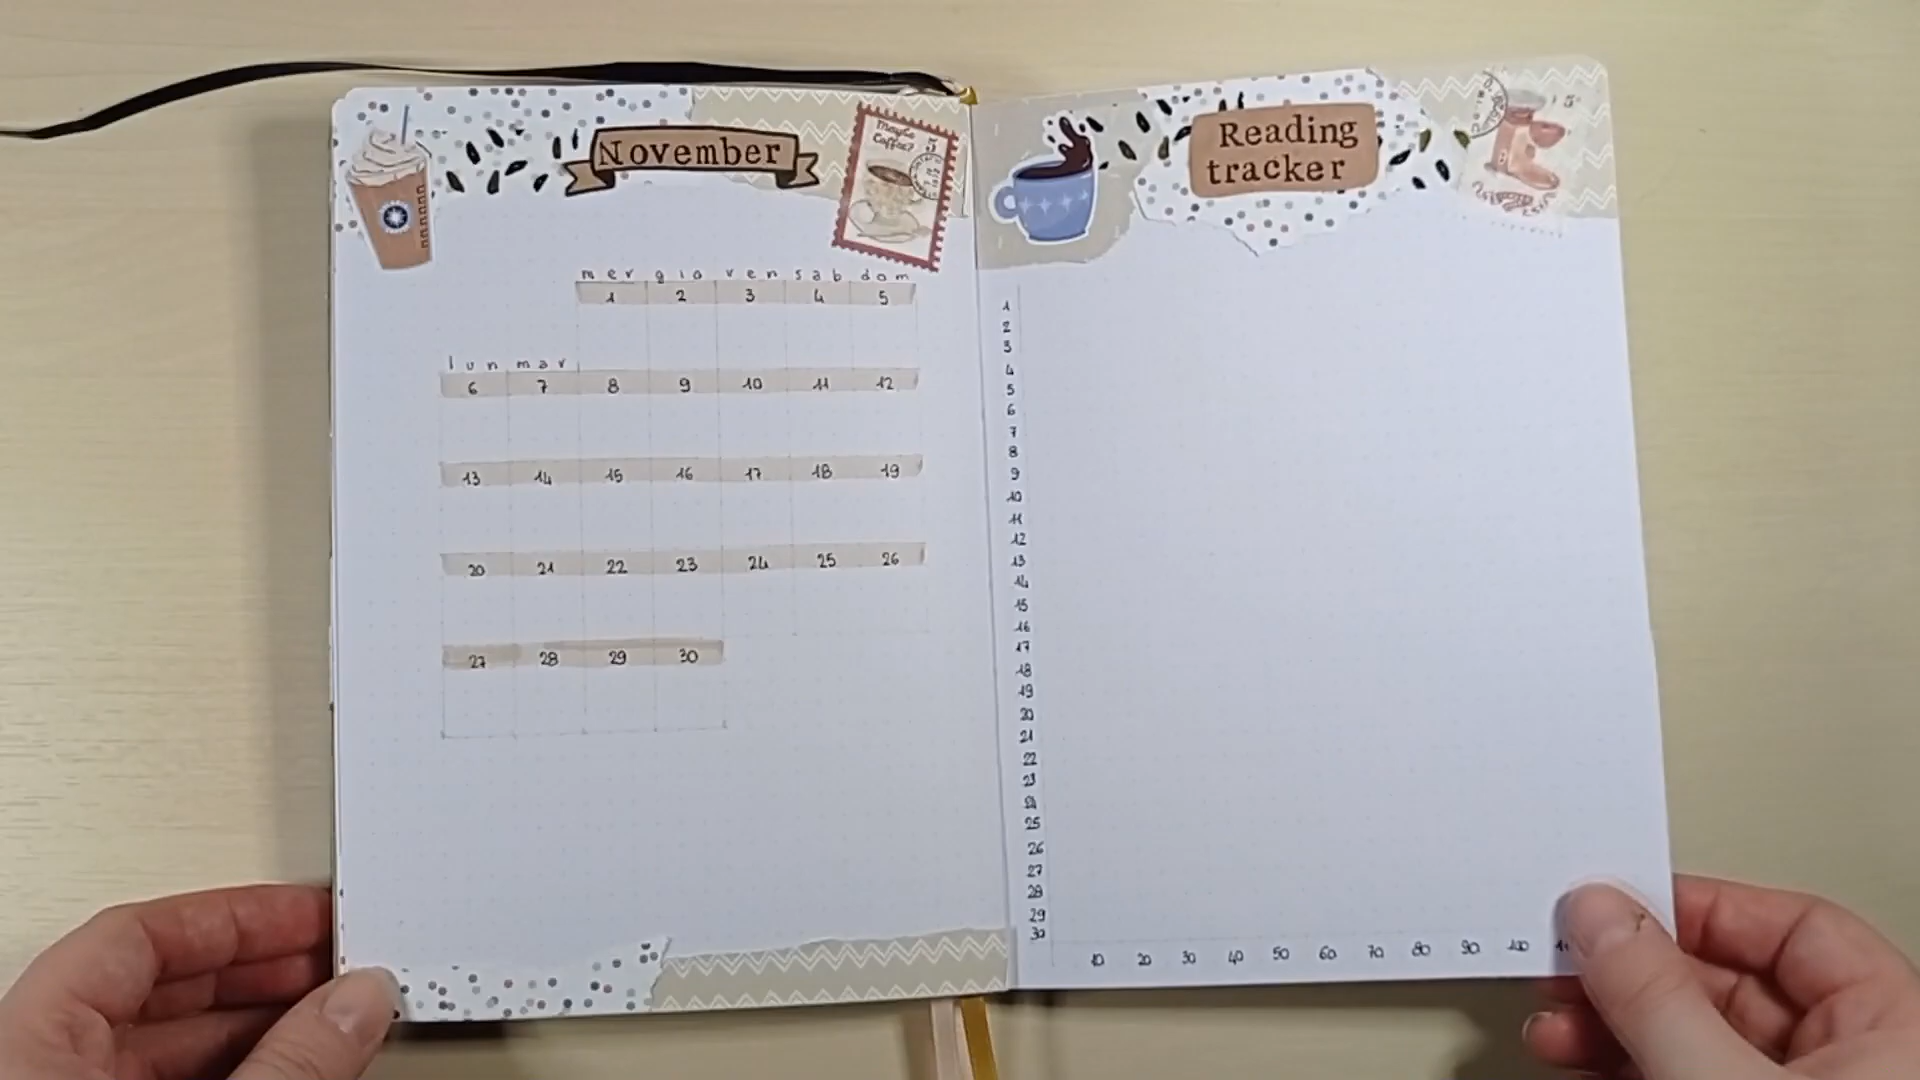 November
Maybe
Coffee?
5
mer gio ven sab dom
1 2 3 4 5
lun mar
6 7 8 9 10 11 12
13 14 15 16 17 18 19
20 21 22 23 24 25 26
27 28 29 30
Reading
tracker
5
1
2
3
4
5
6
7
8
9
10
11
12
13
14
15
16
17
18
19
20
21
22
23
24
25
26
27
28
29
30
10 20 30 40 50 60 70 80 90 100